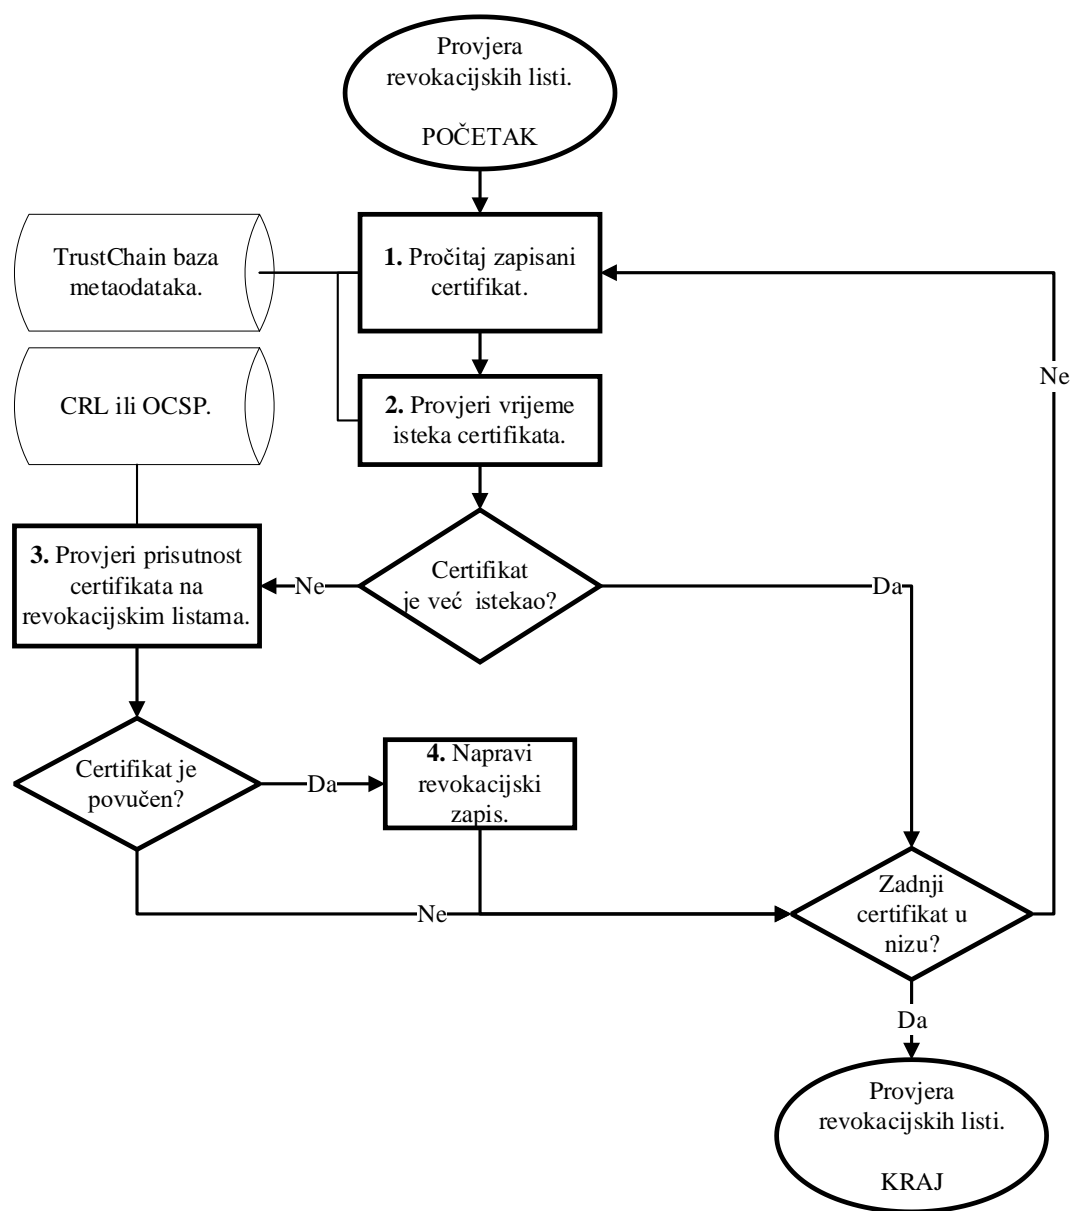 Provjera
revokacijskih listi.
POČETAK
TrustChain baza
metaodataka.
1. Pročitaj zapisani
certifikat.
CRL ili OCSP.
2. Provjeri vrijeme
isteka certifikata.
Ne
3. Provjeri prisutnost
certifikata na
revokacijskim listama.
Ne
Certifikat
je već  istekao?
Da
Certifikat je
povučen?
Da
4. Napravi
revokacijski
zapis.
Ne
Zadnji
certifikat u
nizu?
Da
Provjera
revokacijskih listi.
KRAJ